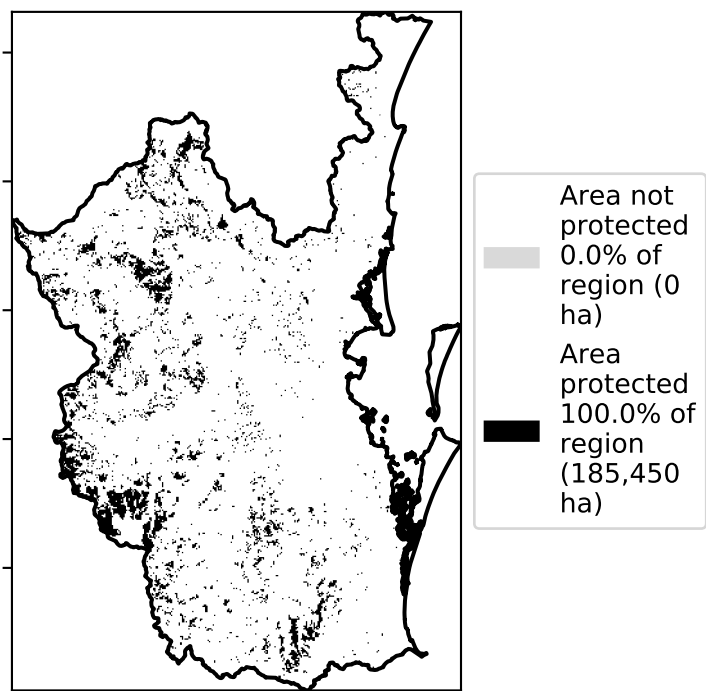 Area not
protected
0.0% of
region (0
ha)
Area
protected
100.0% of
region
(185,450
ha)